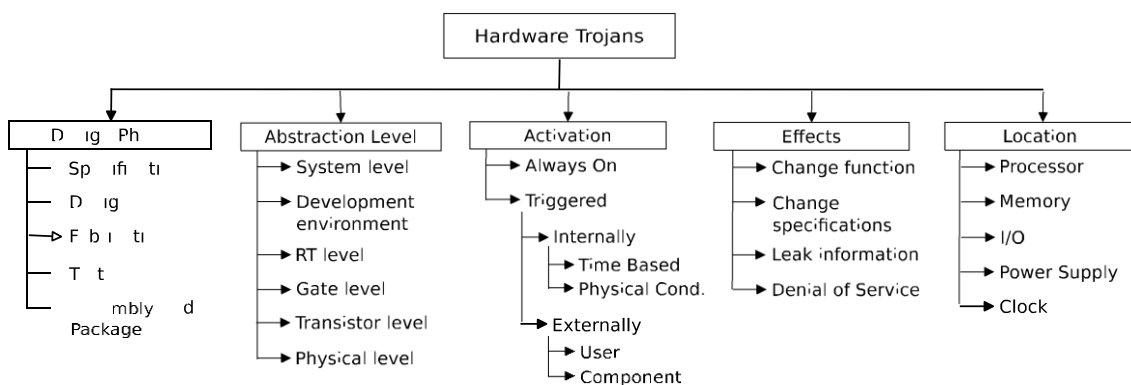 Hardware Trojans
Package
Abstraction Level
System level
Development
environment
RT level
Gate level
Transistor level
Physical level
Activation
Always On
Triggered
Internally
Time Based
Physical Cond.
Externally
User
Component
Effects
Change function
Change
specifications
Leak information
Denial of Service
Location
Processor
Memory
I/O
Power Supply
Clock